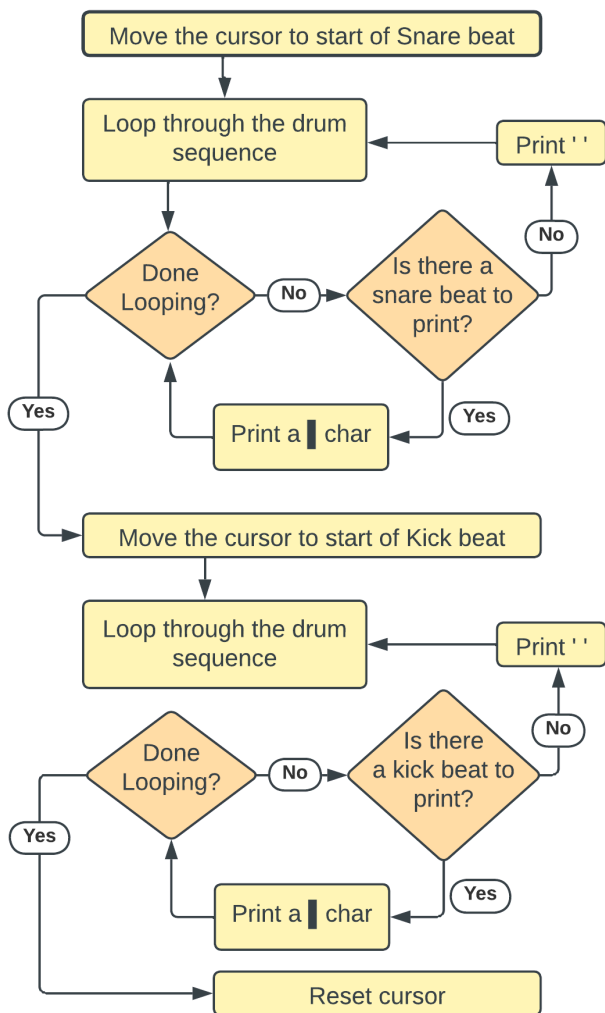 Move the cursor to start of Snare beat
Loop through the drum
sequence
Print ' '
No
Done
Looping?
No
Is there a
snare beat to
print?
Yes
Print a ▌ char
Yes
Move the cursor to start of Kick beat
Loop through the drum
sequence
Print ' '
No
Done
Looping?
No
Is there
a kick beat to
print?
Yes
Print a ▌ char
Yes
Reset cursor